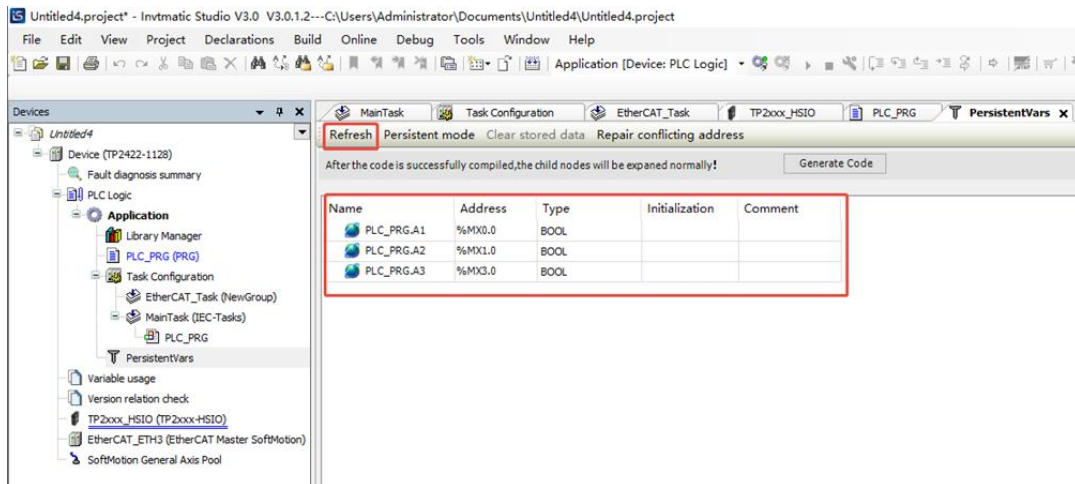 Untitled4.project* - Invtmatic Studio V3.0 V3.0.1.2---C:\Users\Administrator\Documents\Untitled4\Untitled4.project
File Edit View Project Declarations Build Online Debug Tools Window Help
Application [Device: PLC Logic]
Devices
MainTask Task Configuration EtherCAT_Task TP2xxx_HSIO PLC_PRG PersistentVars X
Untitled4
Refresh Persistent mode Clear stored data Repair conflicting address
Device (TP2422-1128)
After the code is successfully compiled,the child nodes will be expaned normally! Generate Code
Fault diagnosis summary
PLC Logic
Name Address Type Initialization Comment
Application
PLC_PRG.A1 %MX0.0 BOOL
Library Manager
PLC_PRG.A2 %MX1.0 BOOL
PLC_PRG (PRG)
PLC_PRG.A3 %MX3.0 BOOL
Task Configuration
EtherCAT_Task (NewGroup)
MainTask (IEC-Tasks)
PLC_PRG
PersistentVars
Variable usage
Version relation check
TP2xxx_HSIO (TP2xxx-HSIO)
EtherCAT_ETH3 (EtherCAT Master SoftMotion)
SoftMotion General Axis Pool